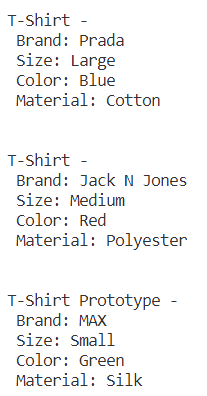 T-Shirt -
Brand: Prada
Size: Large
Color: Blue
Material: Cotton
T-Shirt -
Brand: Jack N Jones
Size: Medium
Color: Red
Material: Polyester
T-Shirt Prototype -
Brand: MAX
Size: Small
Color: Green
Material: Silk